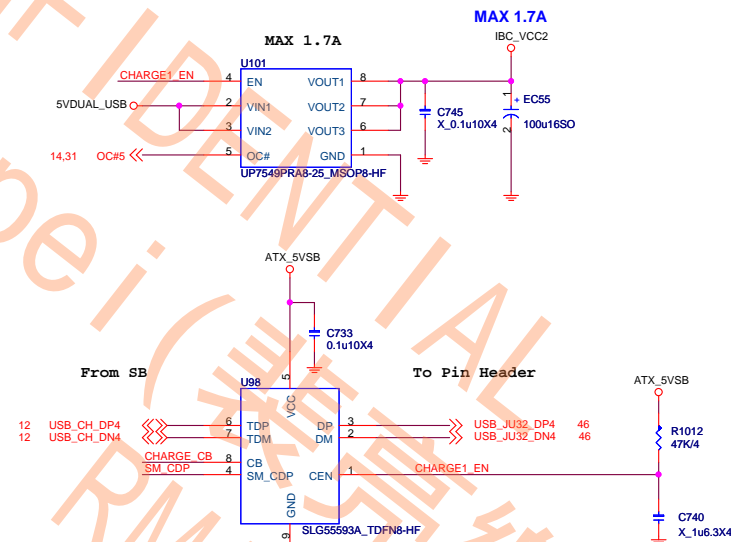 MAX 1.7A
MAX 1.7A
IBC_VCC2
U101
CHARGE1_EN 4 EN VOUT1 8
5VDUAL_USB 2 VIN1 VOUT2 7
3 VIN2 VOUT3 6
14,31 OC#5 5 OC# GND 1
UP7549PRA8-25_MSOP8-HF
C745
X_0.1u10X4
1 + EC55
2 100u16SO
ATX_5VSB
C733
0.1u10X4
From SB
To Pin Header
ATX_5VSB
U98
5 VCC
12 USB_CH_DP4 6 TDP DP 3 USB_JU32_DP4 46
12 USB_CH_DN4 7 TDM DM 2 USB_JU32_DN4 46
CHARGE_CB 8 CB
SM_CDP 4 SM_CDP CEN 1 CHARGE1_EN
GND 9
SLG55593A_TDFN8-HF
R1012
47K/4
C740
X_1u6.3X4